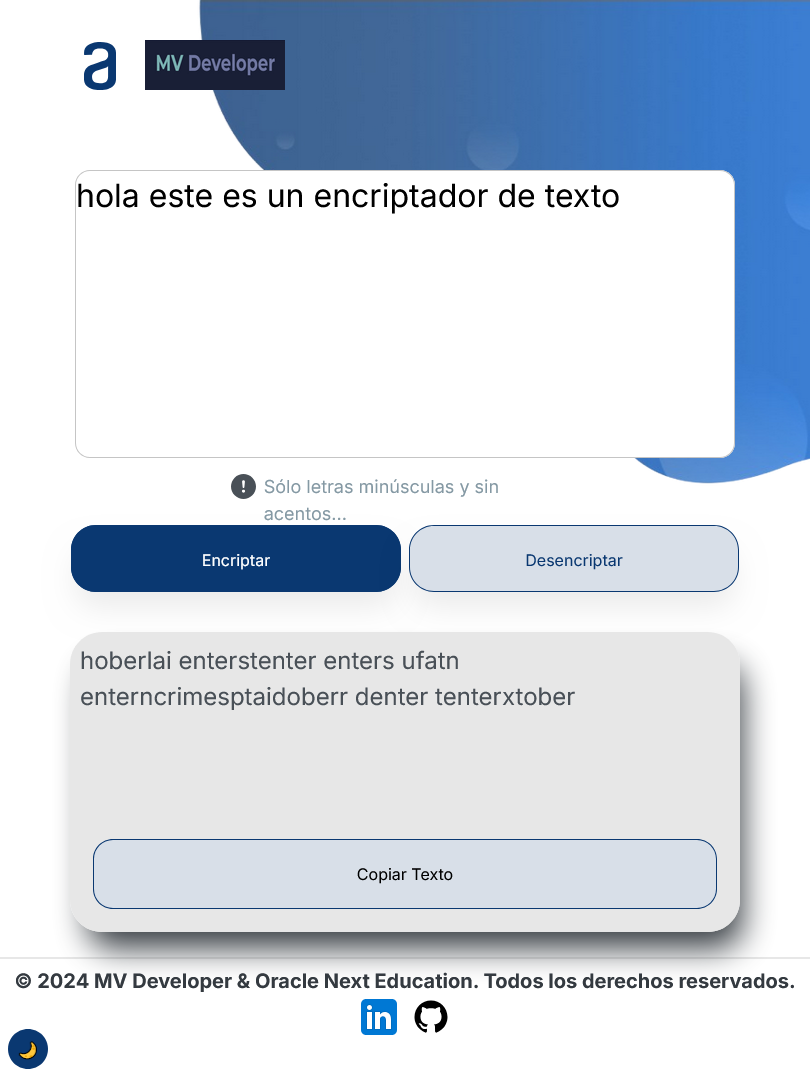 a
MV Developer
hola este es un encriptador de texto
Sólo letras minúsculas y sin
acentos...
Encriptar
Desencriptar
hoberlai enterstenter enters ufatn
enterncrimesptaidoberr denter tenterxtober
Copiar Texto
© 2024 MV Developer & Oracle Next Education. Todos los derechos reservados.
in